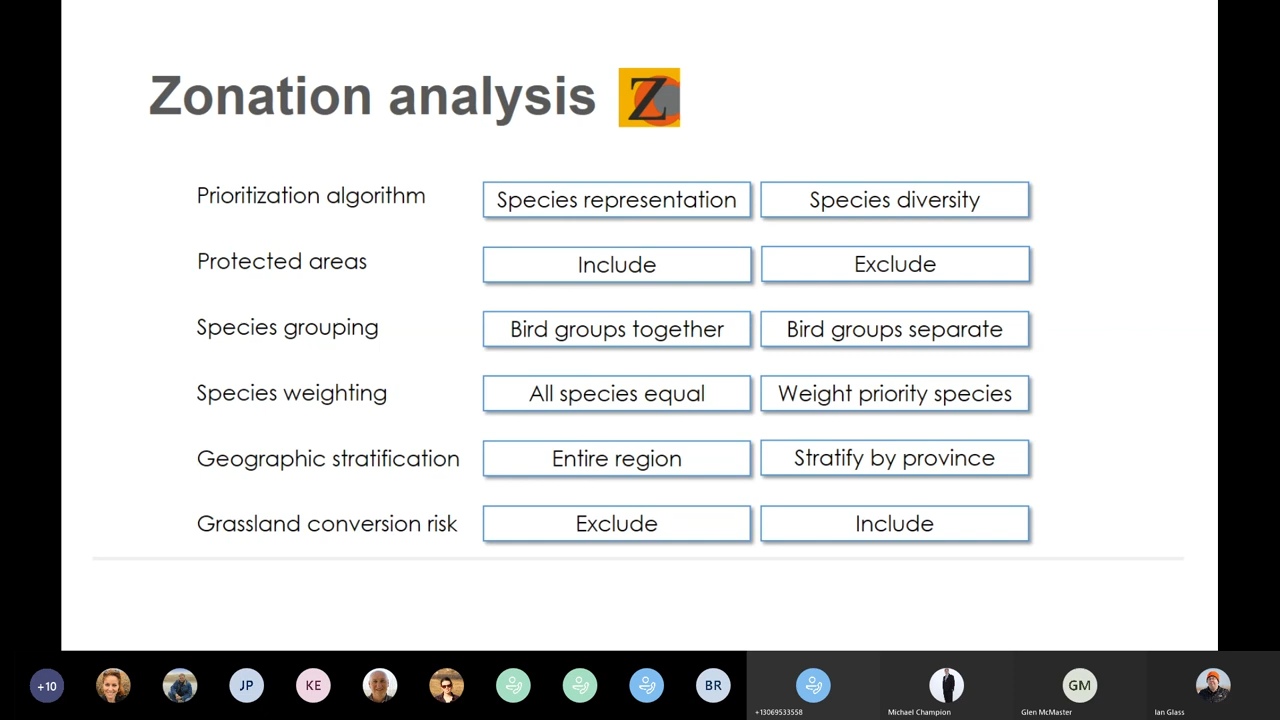 Zonation analysis Z
Prioritization algorithm Species representation Species diversity
Protected areas Include Exclude
Species grouping Bird groups together Bird groups separate
Species weighting All species equal Weight priority species
Geographic stratification Entire region Stratify by province
Grassland conversion risk Exclude Include
+10 JP KE BR GM
+13069533558 Michael Champion Glen McMaster Ian Glass